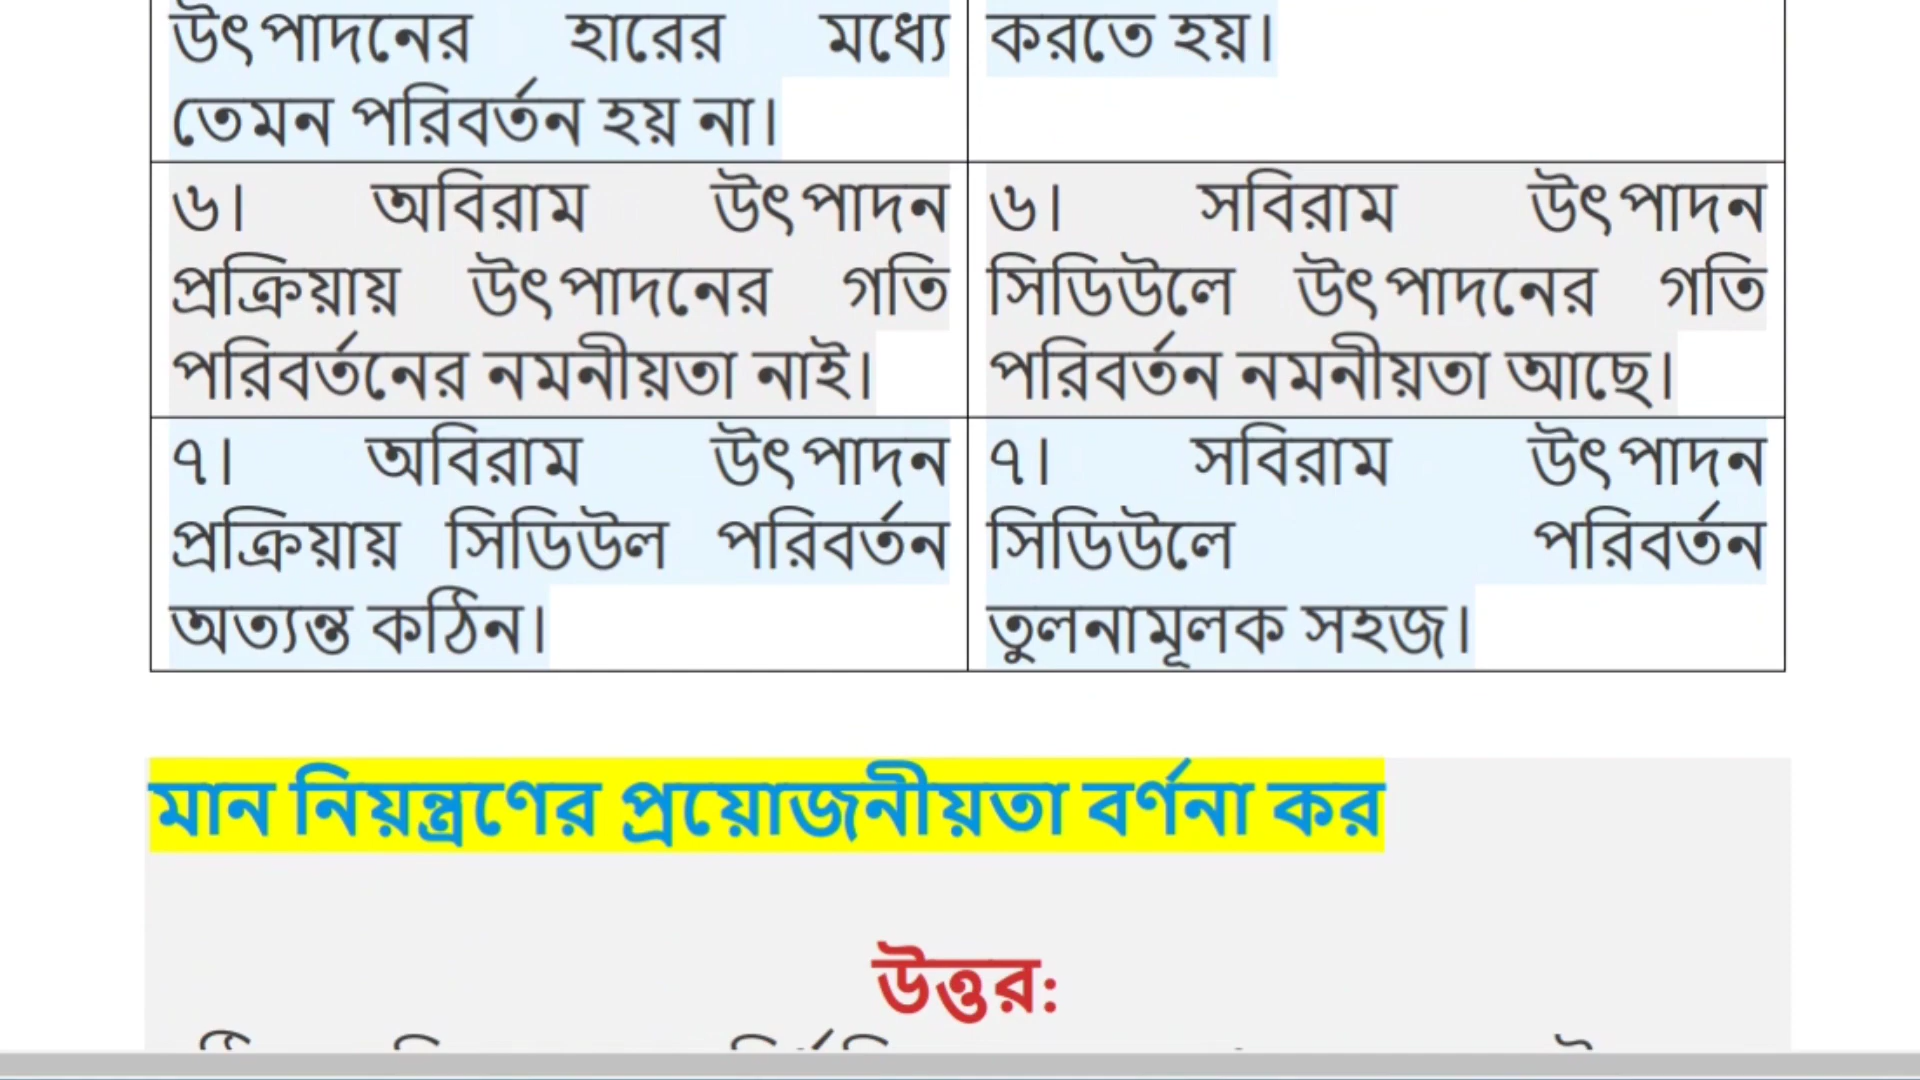 উৎপাদনের হারের মধ্যে
তেমন পরিবর্তন হয় না।
করতে হয়।
৬। অবিরাম উৎপাদন
প্রক্রিয়ায় উৎপাদনের গতি
পরিবর্তনের নমনীয়তা নাই।
৬। সবিরাম উৎপাদন
সিডিউলে উৎপাদনের গতি
পরিবর্তন নমনীয়তা আছে।
৭। অবিরাম উৎপাদন
প্রক্রিয়ায় সিডিউল পরিবর্তন
অত্যন্ত কঠিন।
৭। সবিরাম উৎপাদন
সিডিউলে পরিবর্তন
তুলনামূলক সহজ।
মান নিয়ন্ত্রণের প্রয়োজনীয়তা বর্ণনা কর
উত্তর: